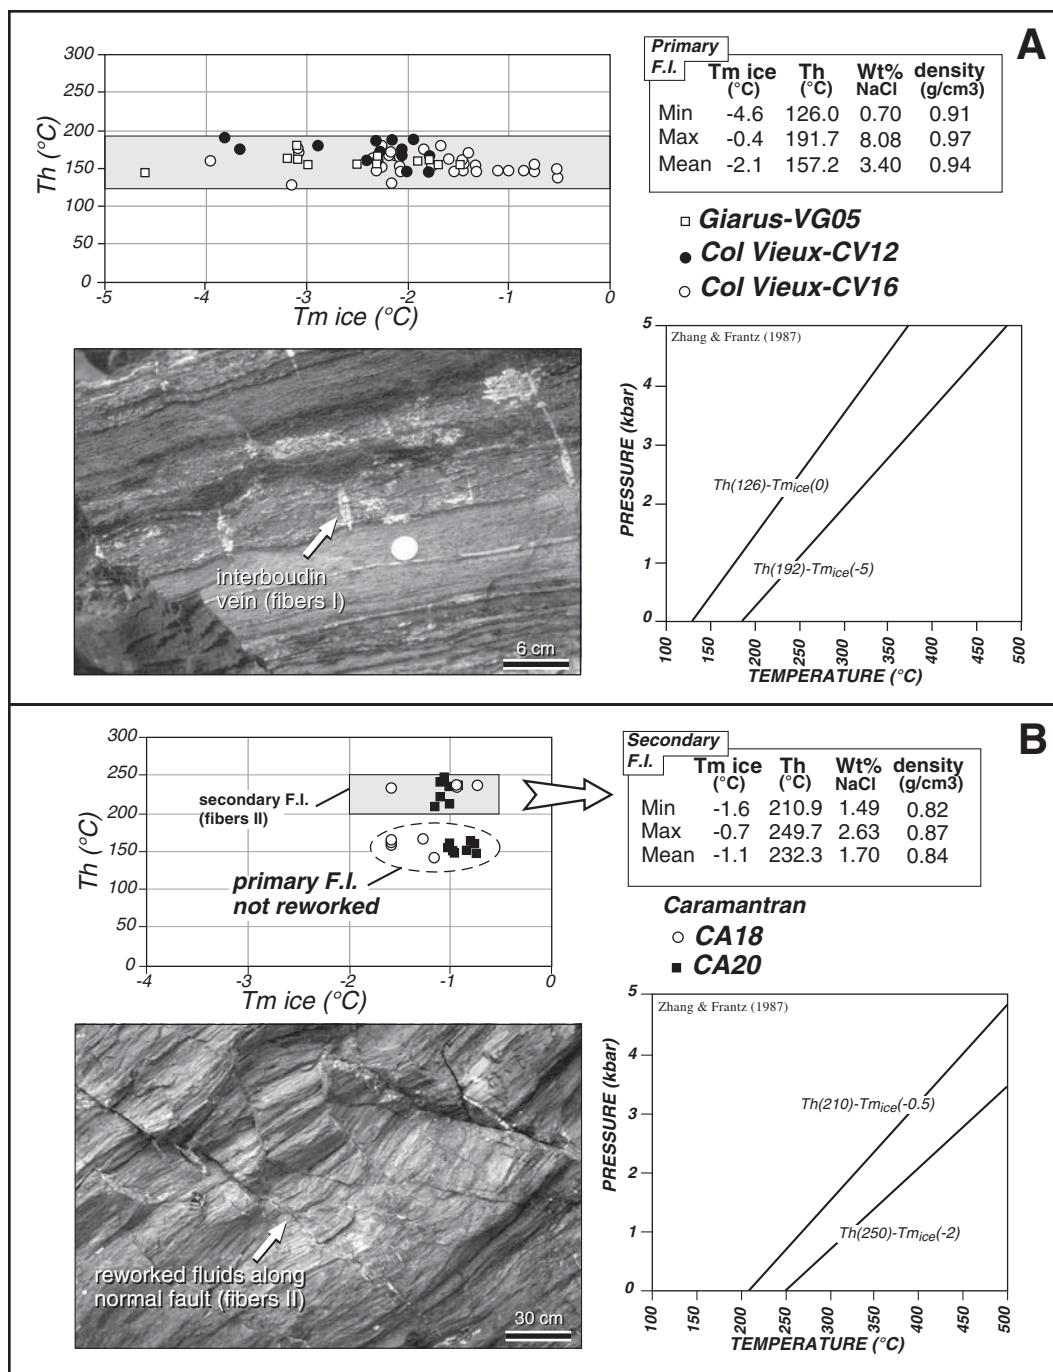 A
300
250
200
150
100
50
0
Th (°C)
-5 -4 -3 -2 -1 0
Tm ice (°C)
Primary
F.I.
Tm ice Th Wt% density
(°C) (°C) NaCl (g/cm3)
Min -4.6 126.0 0.70 0.91
Max -0.4 191.7 8.08 0.97
Mean -2.1 157.2 3.40 0.94
Giarus-VG05
Col Vieux-CV12
Col Vieux-CV16
interboudin
vein (fibers I)
6 cm
Zhang & Frantz (1987)
5
4
3
2
1
0
PRESSURE (kbar)
Th(126)-Tmice(0)
Th(192)-Tmice(-5)
100 150 200 250 300 350 400 450 500
TEMPERATURE (°C)
B
300
250
200
150
100
50
0
Th (°C)
secondary F.I.
(fibers II)
primary F.I.
not reworked
-4 -3 -2 -1 0
Tm ice (°C)
Secondary
F.I.
Tm ice Th Wt% density
(°C) (°C) NaCl (g/cm3)
Min -1.6 210.9 1.49 0.82
Max -0.7 249.7 2.63 0.87
Mean -1.1 232.3 1.70 0.84
Caramantran
CA18
CA20
reworked fluids along
normal fault (fibers II)
30 cm
Zhang & Frantz (1987)
5
4
3
2
1
0
PRESSURE (kbar)
Th(210)-Tmice(-0.5)
Th(250)-Tmice(-2)
100 150 200 250 300 350 400 450 500
TEMPERATURE (°C)